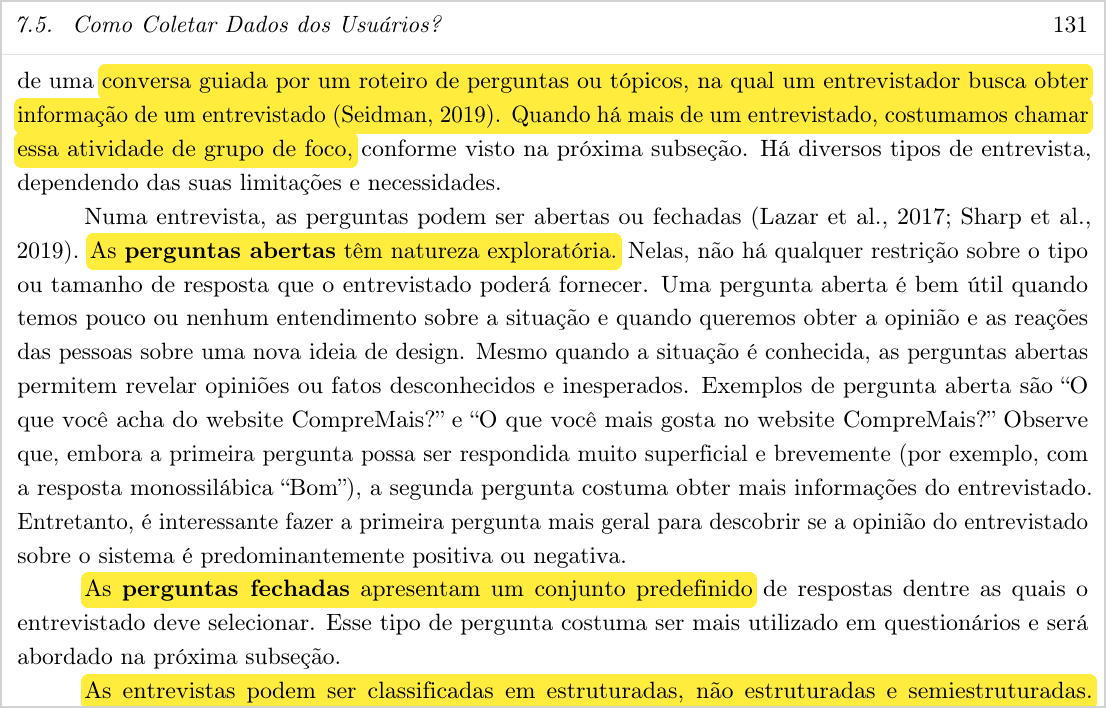 7.5. Como Coletar Dados dos Usuários? 131
de uma conversa guiada por um roteiro de perguntas ou tópicos, na qual um entrevistador busca obter
informação de um entrevistado (Seidman, 2019). Quando há mais de um entrevistado, costumamos chamar
essa atividade de grupo de foco, conforme visto na próxima subseção. Há diversos tipos de entrevista,
dependendo das suas limitações e necessidades.
Numa entrevista, as perguntas podem ser abertas ou fechadas (Lazar et al., 2017; Sharp et al.,
2019). As perguntas abertas têm natureza exploratória. Nelas, não há qualquer restrição sobre o tipo
ou tamanho de resposta que o entrevistado poderá fornecer. Uma pergunta aberta é bem útil quando
temos pouco ou nenhum entendimento sobre a situação e quando queremos obter a opinião e as reações
das pessoas sobre uma nova ideia de design. Mesmo quando a situação é conhecida, as perguntas abertas
permitem revelar opiniões ou fatos desconhecidos e inesperados. Exemplos de pergunta aberta são “O
que você acha do website CompreMais?” e “O que você mais gosta no website CompreMais?” Observe
que, embora a primeira pergunta possa ser respondida muito superficial e brevemente (por exemplo, com
a resposta monossilábica “Bom”), a segunda pergunta costuma obter mais informações do entrevistado.
Entretanto, é interessante fazer a primeira pergunta mais geral para descobrir se a opinião do entrevistado
sobre o sistema é predominantemente positiva ou negativa.
As perguntas fechadas apresentam um conjunto predefinido de respostas dentre as quais o
entrevistado deve selecionar. Esse tipo de pergunta costuma ser mais utilizado em questionários e será
abordado na próxima subseção.
As entrevistas podem ser classificadas em estruturadas, não estruturadas e semiestruturadas.